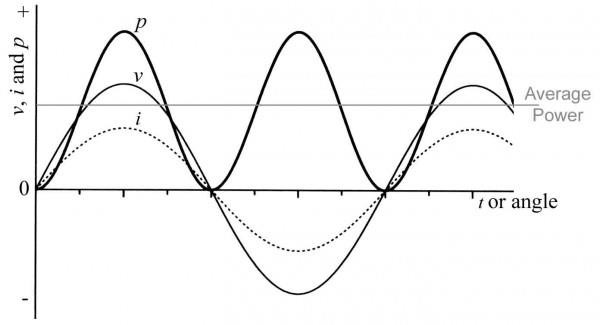 +
v, i and p
p
v
i
Average
Power
0
t or angle
-